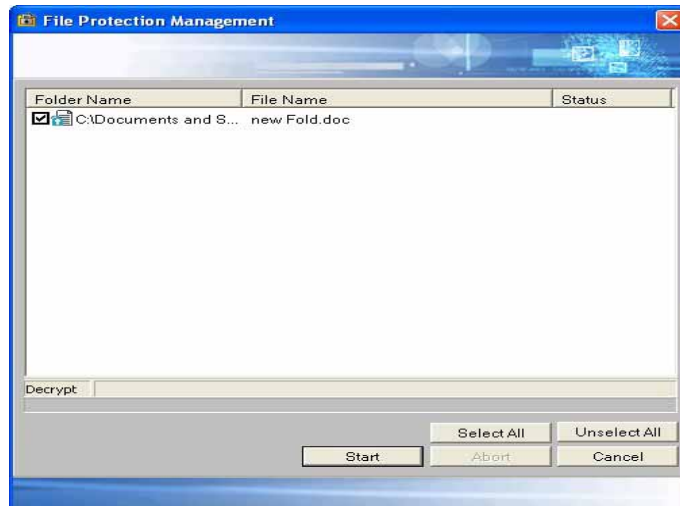 File Protection Management
Folder Name File Name Status
C:\Documents and S... new Fold.doc
Decrypt
Select All Unselect All
Start Abort Cancel